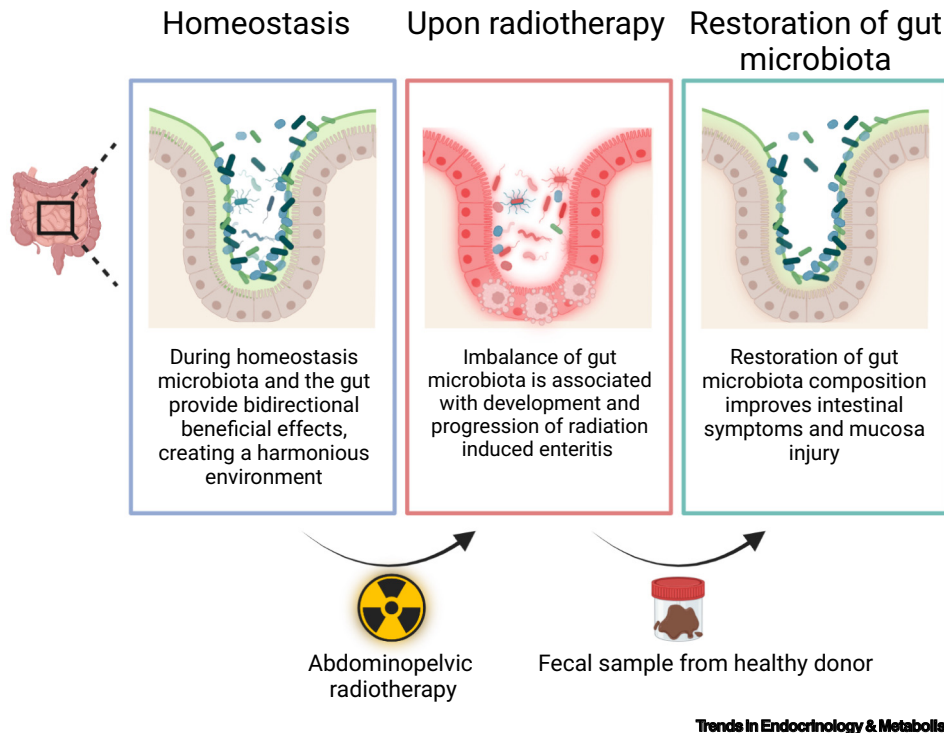 Homeostasis
Upon radiotherapy
Restoration of gut
microbiota
During homeostasis
microbiota and the gut
provide bidirectional
beneficial effects,
creating a harmonious
environment
Imbalance of gut
microbiota is associated
with development and
progression of radiation
induced enteritis
Restoration of gut
microbiota composition
improves intestinal
symptoms and mucosa
injury
Abdominopelvic
radiotherapy
Fecal sample from healthy donor
Trends in Endocrinology & Metabolis